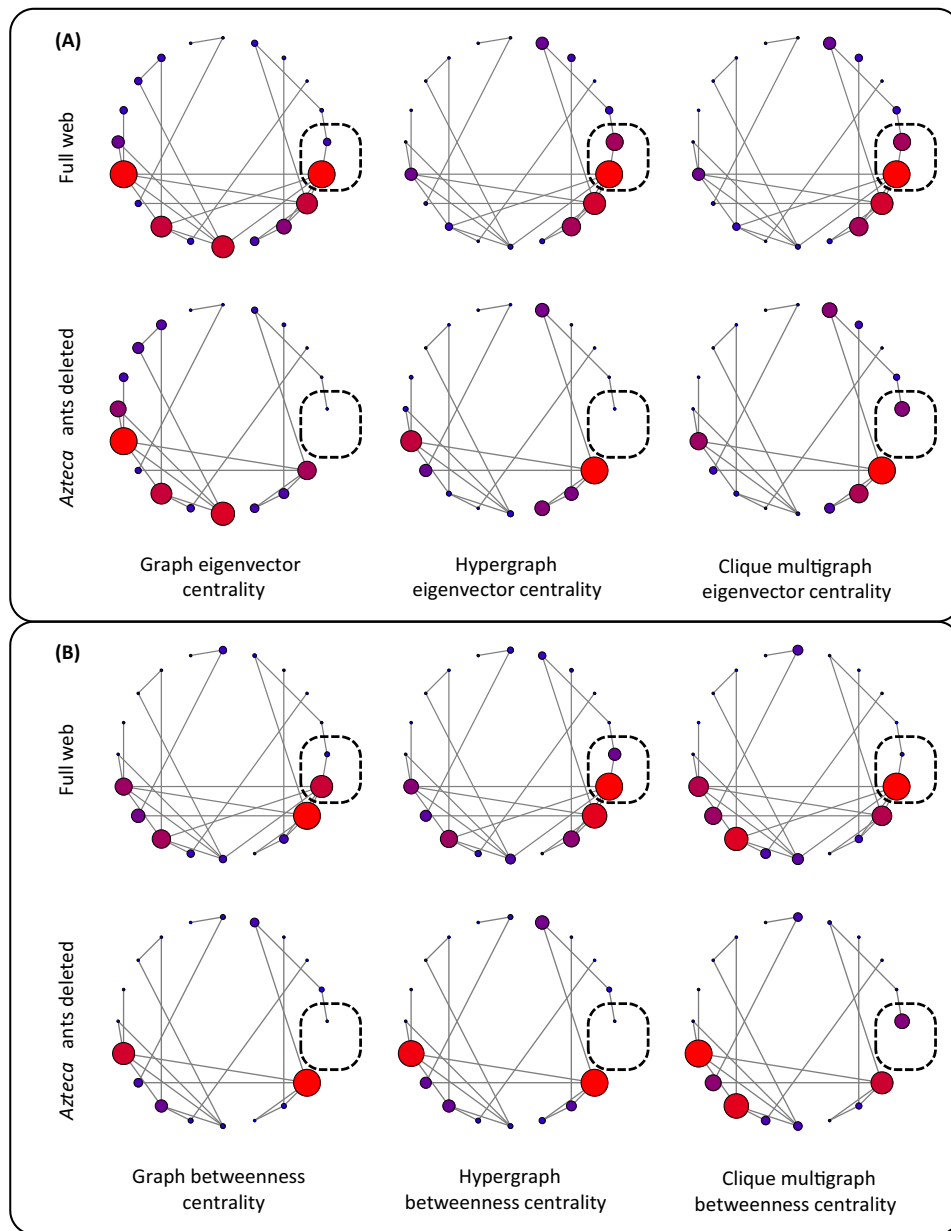 (A)
Full web
Azteca ants deleted
Graph eigenvector
centrality
Hypergraph
eigenvector centrality
Clique multigraph
eigenvector centrality
(B)
Full web
Azteca ants deleted
Graph betweenness
centrality
Hypergraph
betweenness centrality
Clique multigraph
betweenness centrality